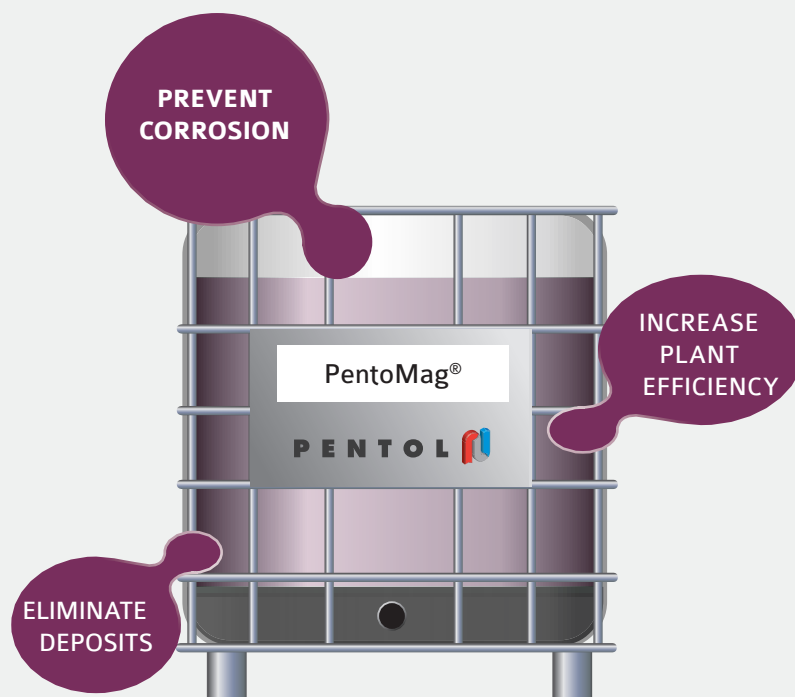 PREVENT
CORROSION
INCREASE
PLANT
EFFICIENCY
PentoMag®
PENTOL
ELIMINATE
DEPOSITS